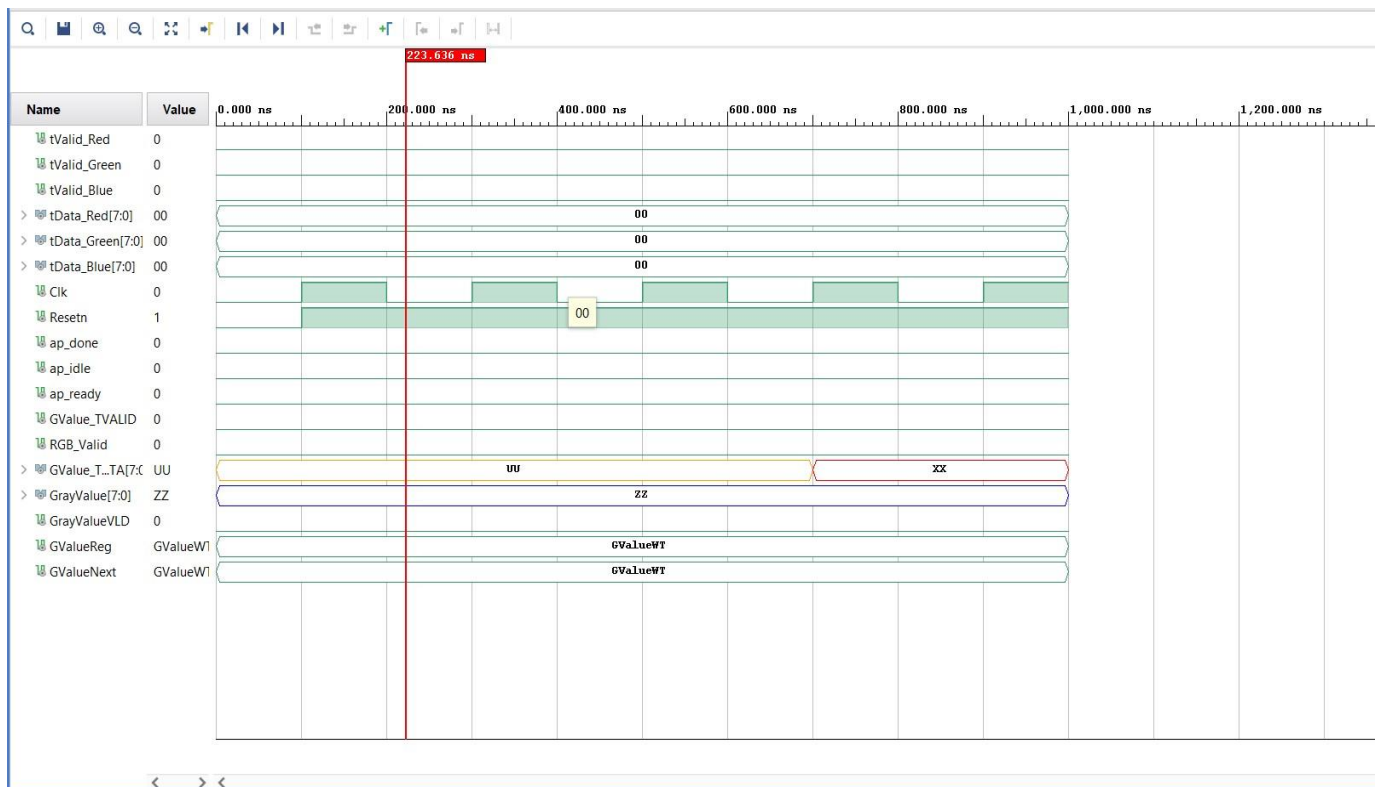 223.636 ns
Name Value 0.000 ns 200.000 ns 400.000 ns 600.000 ns 800.000 ns 1,000.000 ns 1,200.000 ns
tValid_Red 0
tValid_Green 0
tValid_Blue 0
tData_Red[7:0] 00 00
tData_Green[7:0] 00 00
tData_Blue[7:0] 00 00
Clk 0
Resetn 1 00
ap_done 0
ap_idle 0
ap_ready 0
GValue_TVALID 0
RGB_Valid 0
GValue_T...TA[7:0 UU UU XX
GrayValue[7:0] ZZ ZZ
GrayValueVLD 0
GValueReg GValueWT GValueWT
GValueNext GValueWT GValueWT